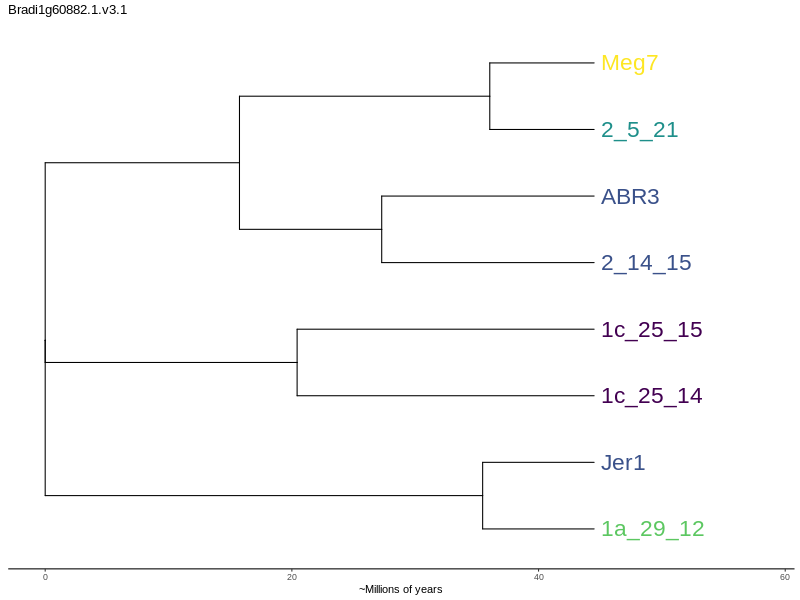 Bradi1g60882.1.v3.1
Meg7
2_5_21
ABR3
2_14_15
1c_25_15
1c_25_14
Jer1
1a_29_12
0 20 40 60
~Millions of years